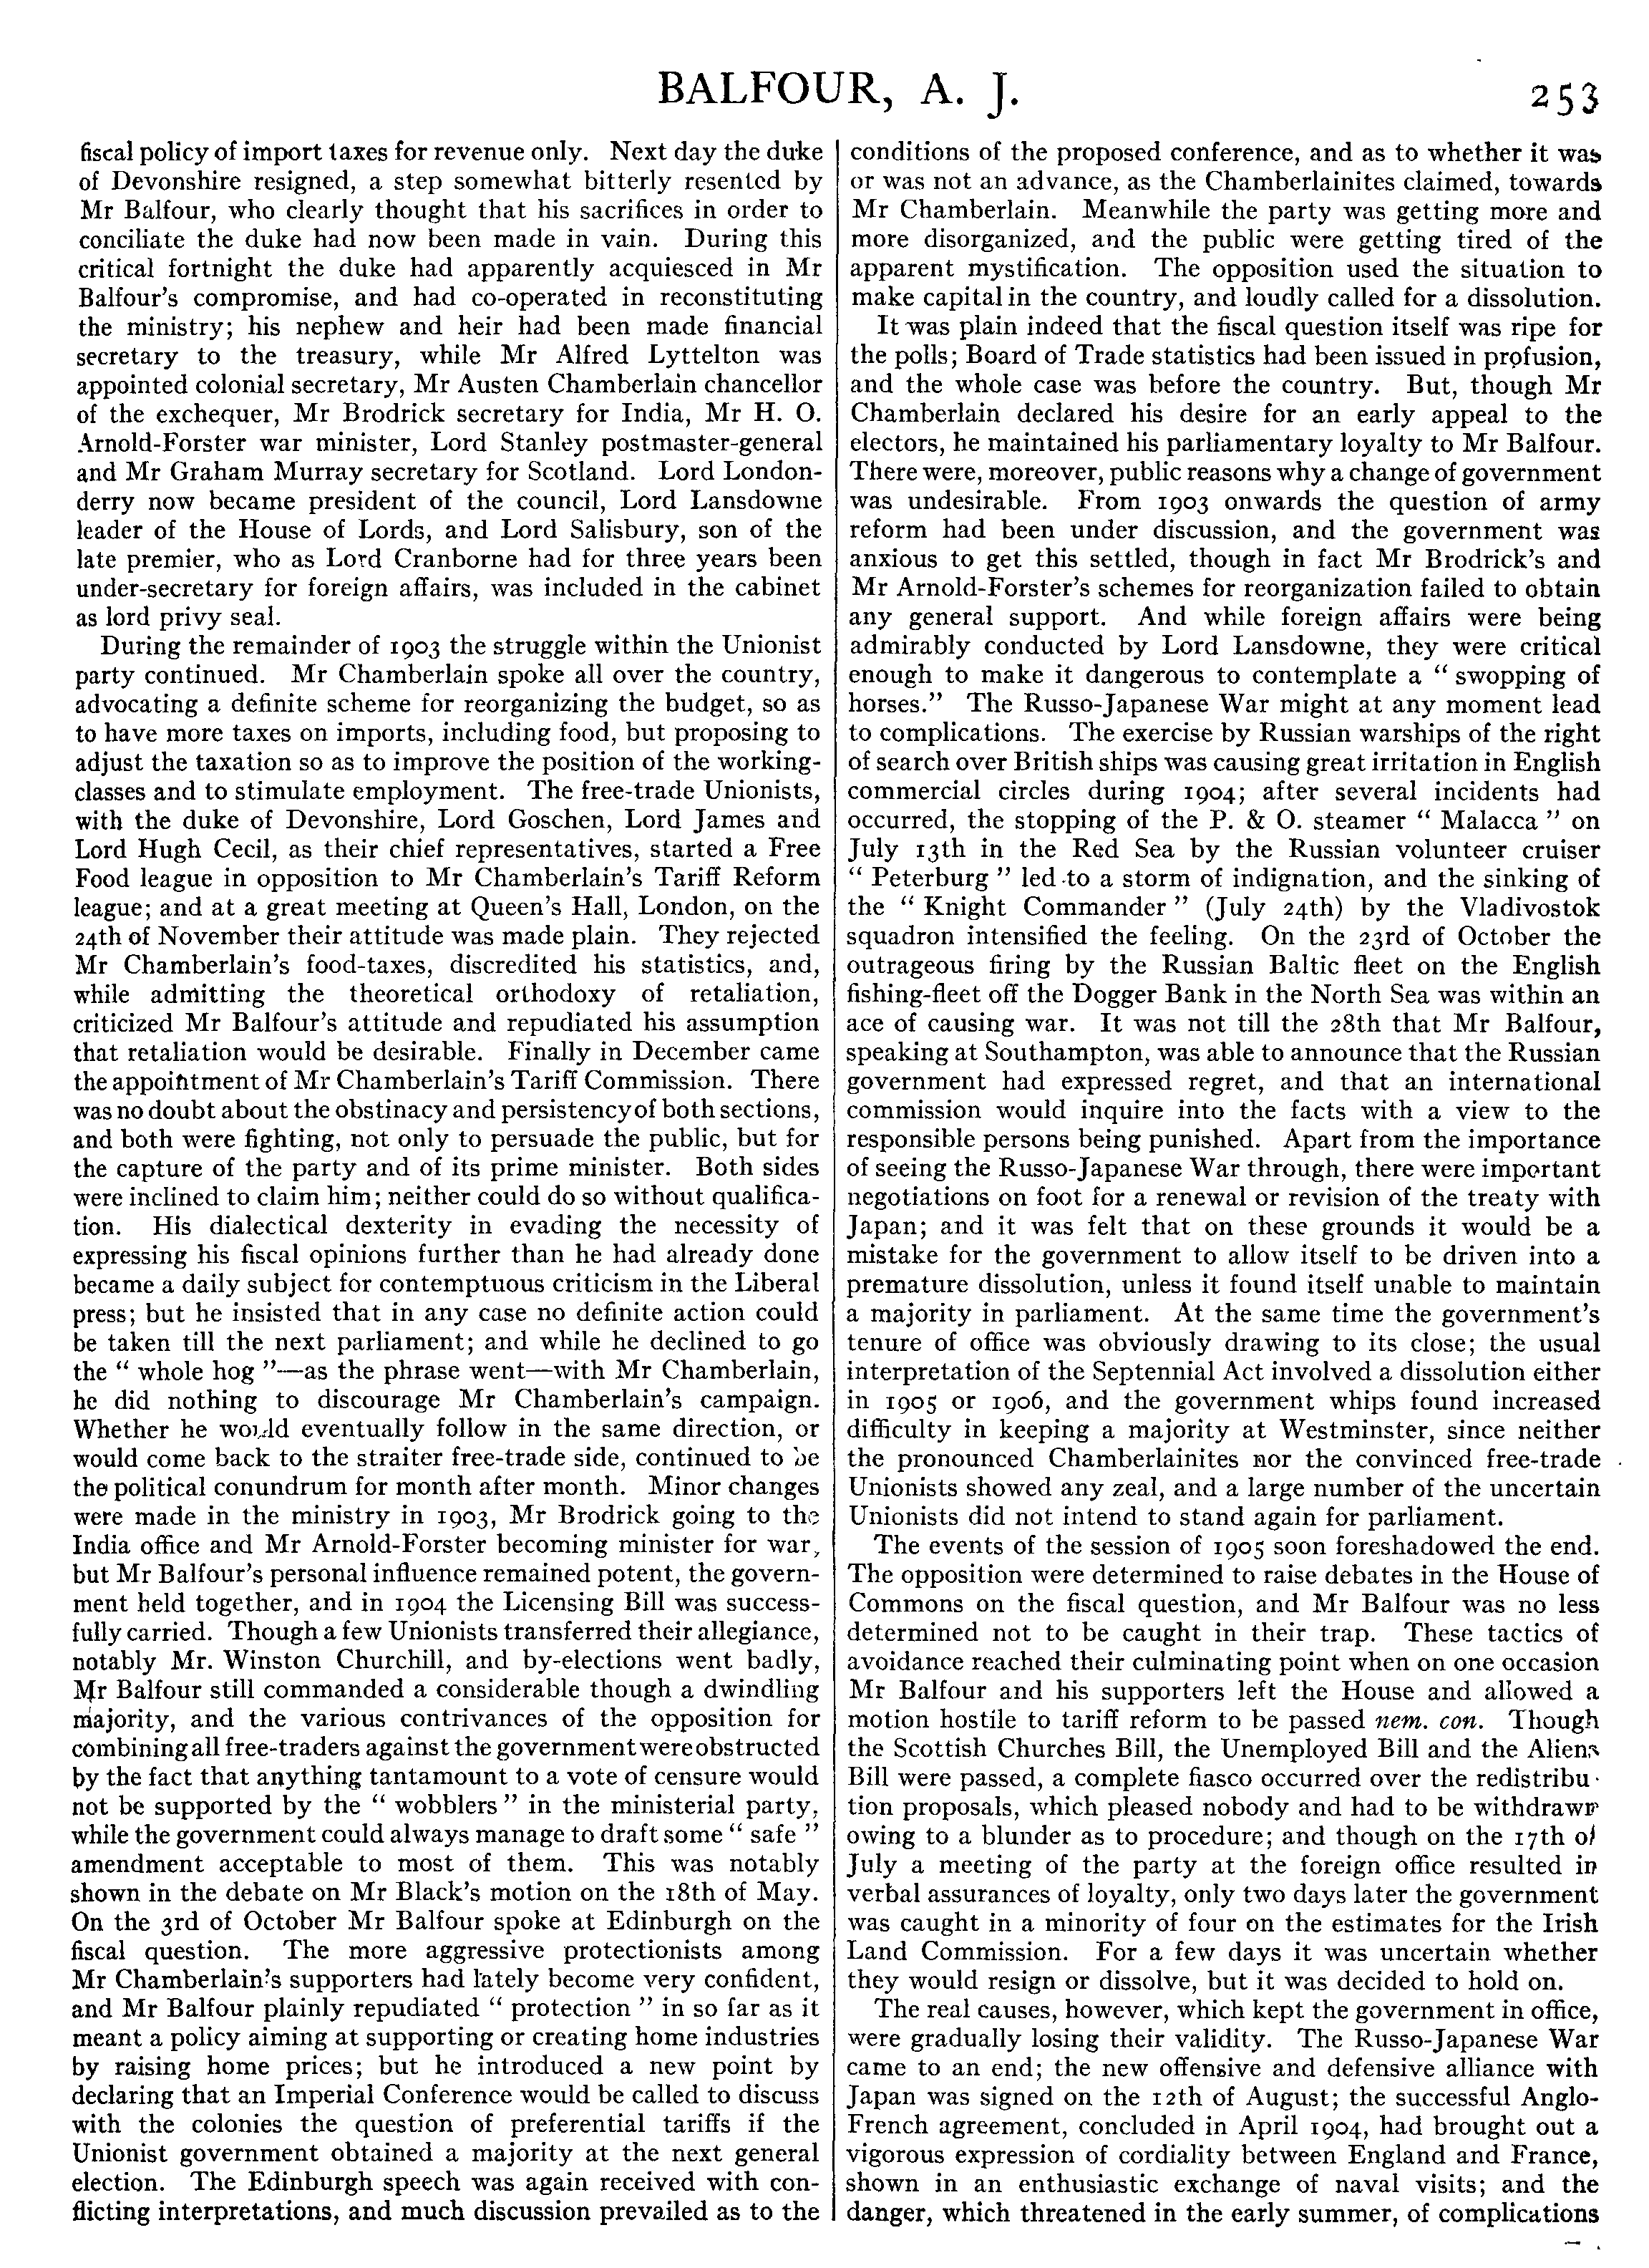 BALFOUR, A. J.
253
fiscal policy of import taxes for revenue only. Next day the duke
of Devonshire resigned, a step somewhat bitterly resented by
Mr Balfour, who clearly thought that his sacrifices in order to
conciliate the duke had now been made in vain. During this
critical fortnight the duke had apparently acquiesced in Mr
Balfour's compromise, and had co-operated in reconstituting
the ministry; his nephew and heir had been made financial
secretary to the treasury, while Mr Alfred Lyttelton was
appointed colonial secretary, Mr Austen Chamberlain chancellor
of the exchequer, Mr Brodrick secretary for India, Mr H. O.
Arnold-Forster war minister, Lord Stanley postmaster-general
and Mr Graham Murray secretary for Scotland. Lord London-
derry now became president of the council, Lord Lansdowne
leader of the House of Lords, and Lord Salisbury, son of the
late premier, who as Lord Cranborne had for three years been
under-secretary for foreign affairs, was included in the cabinet
as lord privy seal.
During the remainder of 1903 the struggle within the Unionist
party continued. Mr Chamberlain spoke all over the country,
advocating a definite scheme for reorganizing the budget, so as
to have more taxes on imports, including food, but proposing to
adjust the taxation so as to improve the position of the working-
classes and to stimulate employment. The free-trade Unionists,
with the duke of Devonshire, Lord Goschen, Lord James and
Lord Hugh Cecil, as their chief representatives, started a Free
Food league in opposition to Mr Chamberlain's Tariff Reform
league; and at a great meeting at Queen's Hall, London, on the
24th of November their attitude was made plain. They rejected
Mr Chamberlain's food-taxes, discredited his statistics, and,
while admitting the theoretical orthodoxy of retaliation,
criticized Mr Balfour's attitude and repudiated his assumption
that retaliation would be desirable. Finally in December came
the appointment of Mr Chamberlain's Tariff Commission. There
was no doubt about the obstinacy and persistency of both sections,
and both were fighting, not only to persuade the public, but for
the capture of the party and of its prime minister. Both sides
were inclined to claim him; neither could do so without qualifica-
tion. His dialectical dexterity in evading the necessity of
expressing his fiscal opinions further than he had already done
became a daily subject for contemptuous criticism in the Liberal
press; but he insisted that in any case no definite action could
be taken till the next parliament; and while he declined to go
the “ whole hog ”—as the phrase went—with Mr Chamberlain,
he did nothing to discourage Mr Chamberlain's campaign.
Whether he would eventually follow in the same direction, or
would come back to the straiter free-trade side, continued to be
the political conundrum for month after month. Minor changes
were made in the ministry in 1903, Mr Brodrick going to the
India office and Mr Arnold-Forster becoming minister for war,
but Mr Balfour's personal influence remained potent, the govern-
ment held together, and in 1904 the Licensing Bill was success-
fully carried. Though a few Unionists transferred their allegiance,
notably Mr. Winston Churchill, and by-elections went badly,
Mr Balfour still commanded a considerable though a dwindling
majority, and the various contrivances of the opposition for
combining all free-traders against the government were obstructed
by the fact that anything tantamount to a vote of censure would
not be supported by the “ wobblers ” in the ministerial party,
while the government could always manage to draft some “ safe ”
amendment acceptable to most of them. This was notably
shown in the debate on Mr Black's motion on the 18th of May.
On the 3rd of October Mr Balfour spoke at Edinburgh on the
fiscal question. The more aggressive protectionists among
Mr Chamberlain's supporters had lately become very confident,
and Mr Balfour plainly repudiated “ protection ” in so far as it
meant a policy aiming at supporting or creating home industries
by raising home prices; but he introduced a new point by
declaring that an Imperial Conference would be called to discuss
with the colonies the question of preferential tariffs if the
Unionist government obtained a majority at the next general
election. The Edinburgh speech was again received with con-
flicting interpretations, and much discussion prevailed as to the
conditions of the proposed conference, and as to whether it was
or was not an advance, as the Chamberlainites claimed, towards
Mr Chamberlain. Meanwhile the party was getting more and
more disorganized, and the public were getting tired of the
apparent mystification. The opposition used the situation to
make capital in the country, and loudly called for a dissolution.
It was plain indeed that the fiscal question itself was ripe for
the polls; Board of Trade statistics had been issued in profusion,
and the whole case was before the country. But, though Mr
Chamberlain declared his desire for an early appeal to the
electors, he maintained his parliamentary loyalty to Mr Balfour.
There were, moreover, public reasons why a change of government
was undesirable. From 1903 onwards the question of army
reform had been under discussion, and the government was
anxious to get this settled, though in fact Mr Brodrick's and
Mr Arnold-Forster's schemes for reorganization failed to obtain
any general support. And while foreign affairs were being
admirably conducted by Lord Lansdowne, they were critical
enough to make it dangerous to contemplate a “ swopping of
horses.” The Russo-Japanese War might at any moment lead
to complications. The exercise by Russian warships of the right
of search over British ships was causing great irritation in English
commercial circles during 1904; after several incidents had
occurred, the stopping of the P. & O. steamer “ Malacca ” on
July 13th in the Red Sea by the Russian volunteer cruiser
“ Peterburg ” led to a storm of indignation, and the sinking of
the “ Knight Commander ” (July 24th) by the Vladivostok
squadron intensified the feeling. On the 23rd of October the
outrageous firing by the Russian Baltic fleet on the English
fishing-fleet off the Dogger Bank in the North Sea was within an
ace of causing war. It was not till the 28th that Mr Balfour,
speaking at Southampton, was able to announce that the Russian
government had expressed regret, and that an international
commission would inquire into the facts with a view to the
responsible persons being punished. Apart from the importance
of seeing the Russo-Japanese War through, there were important
negotiations on foot for a renewal or revision of the treaty with
Japan; and it was felt that on these grounds it would be a
mistake for the government to allow itself to be driven into a
premature dissolution, unless it found itself unable to maintain
a majority in parliament. At the same time the government's
tenure of office was obviously drawing to its close; the usual
interpretation of the Septennial Act involved a dissolution either
in 1905 or 1906, and the government whips found increased
difficulty in keeping a majority at Westminster, since neither
the pronounced Chamberlainites nor the convinced free-trade
Unionists showed any zeal, and a large number of the uncertain
Unionists did not intend to stand again for parliament.
The events of the session of 1905 soon foreshadowed the end.
The opposition were determined to raise debates in the House of
Commons on the fiscal question, and Mr Balfour was no less
determined not to be caught in their trap. These tactics of
avoidance reached their culminating point when on one occasion
Mr Balfour and his supporters left the House and allowed a
motion hostile to tariff reform to be passed nem. con. Though
the Scottish Churches Bill, the Unemployed Bill and the Aliens
Bill were passed, a complete fiasco occurred over the redistribu-
tion proposals, which pleased nobody and had to be withdrawn
owing to a blunder as to procedure; and though on the 17th of
July a meeting of the party at the foreign office resulted in
verbal assurances of loyalty, only two days later the government
was caught in a minority of four on the estimates for the Irish
Land Commission. For a few days it was uncertain whether
they would resign or dissolve, but it was decided to hold on.
The real causes, however, which kept the government in office,
were gradually losing their validity. The Russo-Japanese War
came to an end; the new offensive and defensive alliance with
Japan was signed on the 12th of August; the successful Anglo-
French agreement, concluded in April 1904, had brought out a
vigorous expression of cordiality between England and France,
shown in an enthusiastic exchange of naval visits; and the
danger, which threatened in the early summer, of complications